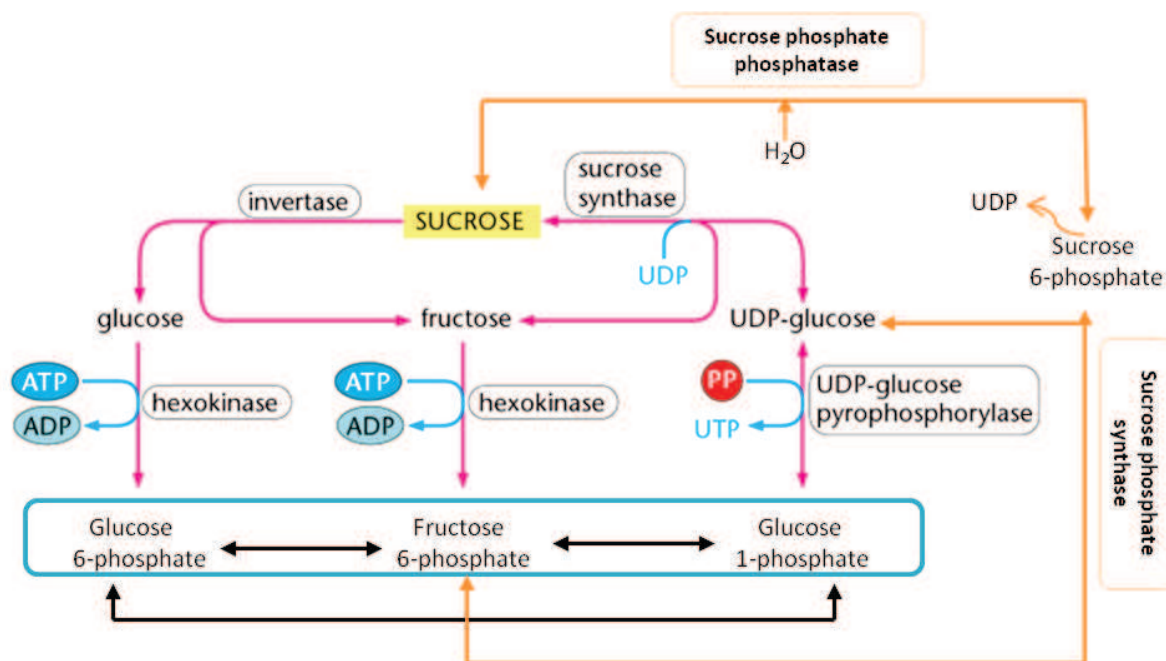 Sucrose phosphate
phosphatase
H₂O
sucrose
synthase
invertase
SUCROSE
UDP
UDP
Sucrose
6-phosphate
glucose
fructose
UDP-glucose
ATP
hexokinase
ADP
ATP
hexokinase
ADP
PP
UDP-glucose
pyrophosphorylase
UTP
Sucrose phosphate
synthase
Glucose
6-phosphate
Fructose
6-phosphate
Glucose
1-phosphate